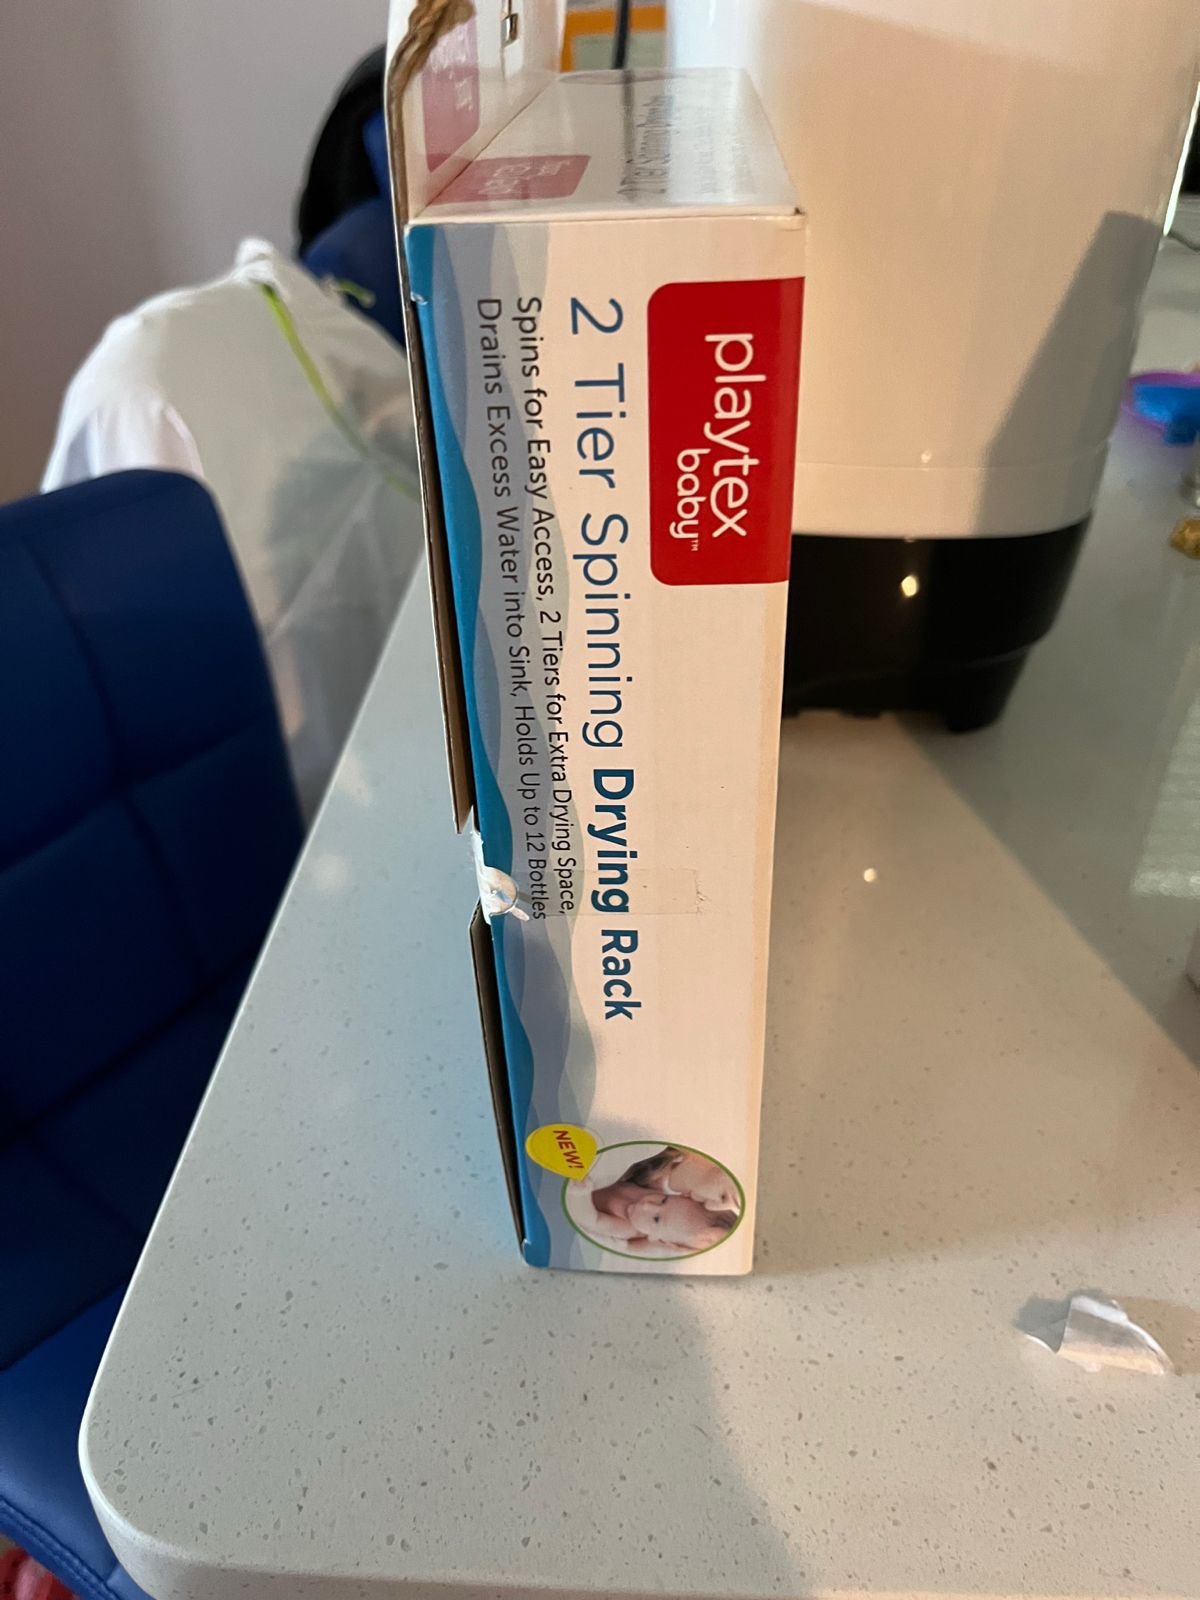 playtex
baby™
2 Tier Spinning Drying Rack
Spins for Easy Access, 2 Tiers for Extra Drying Space,
Drains Excess Water into Sink, Holds Up to 12 Bottles
NEW!